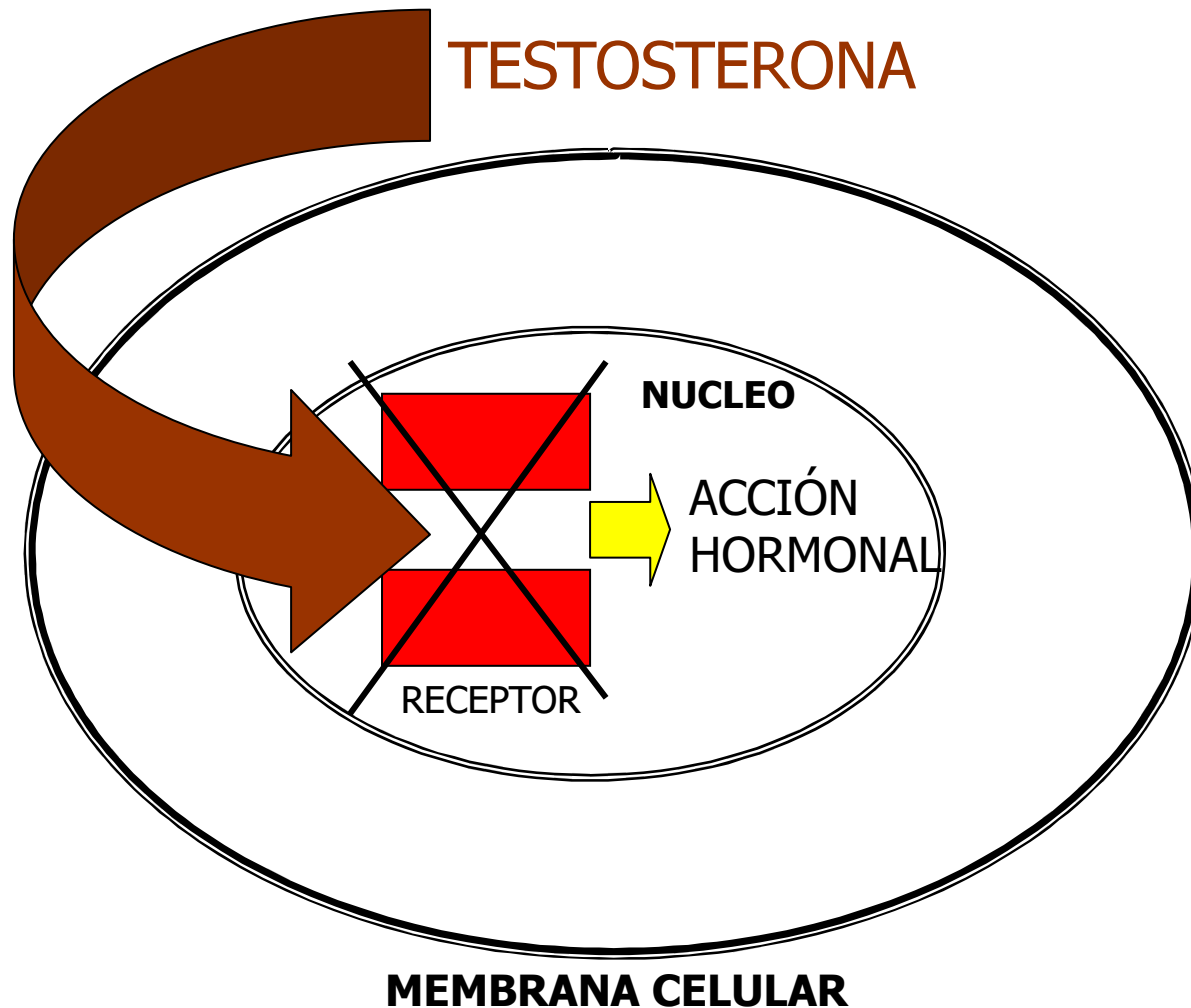 TESTOSTERONA
NUCLEO
ACCIÓN
HORMONAL
RECEPTOR
MEMBRANA CELULAR